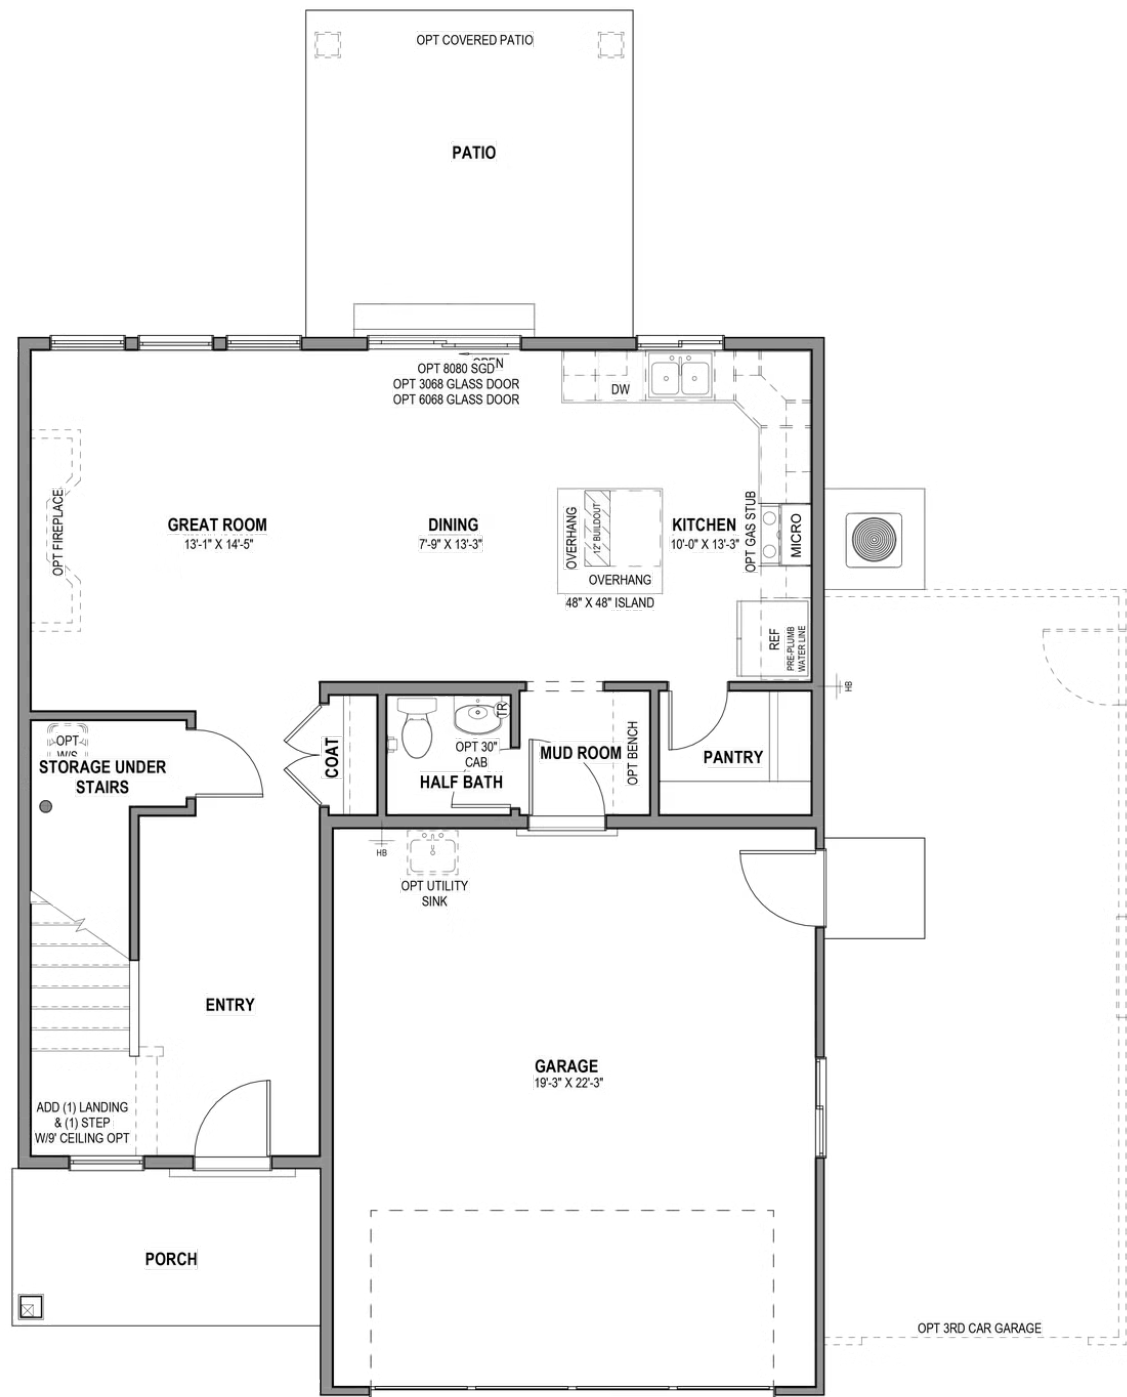 OPT COVERED PATIO
PATIO
OPEN
OPT 8080 SGD
OPT 3068 GLASS DOOR
OPT 6068 GLASS DOOR
DW
OPT FIREPLACE
GREAT ROOM
13'-1" X 14'-5"
DINING
7'-9" X 13'-3"
OVERHANG
12" BUILDOUT
OVERHANG
48" X 48" ISLAND
KITCHEN
10'-0" X 13'-3"
OPT GAS STUB
MICRO
REF
PRE-PLUMB
WATER LINE
HB
OPT
W/S
STORAGE UNDER
STAIRS
COAT
TR
OPT 30"
CAB
HALF BATH
MUD ROOM
OPT BENCH
PANTRY
HB
OPT UTILITY
SINK
ENTRY
GARAGE
19'-3" X 22'-3"
ADD (1) LANDING
& (1) STEP
W/9' CEILING OPT
PORCH
OPT 3RD CAR GARAGE